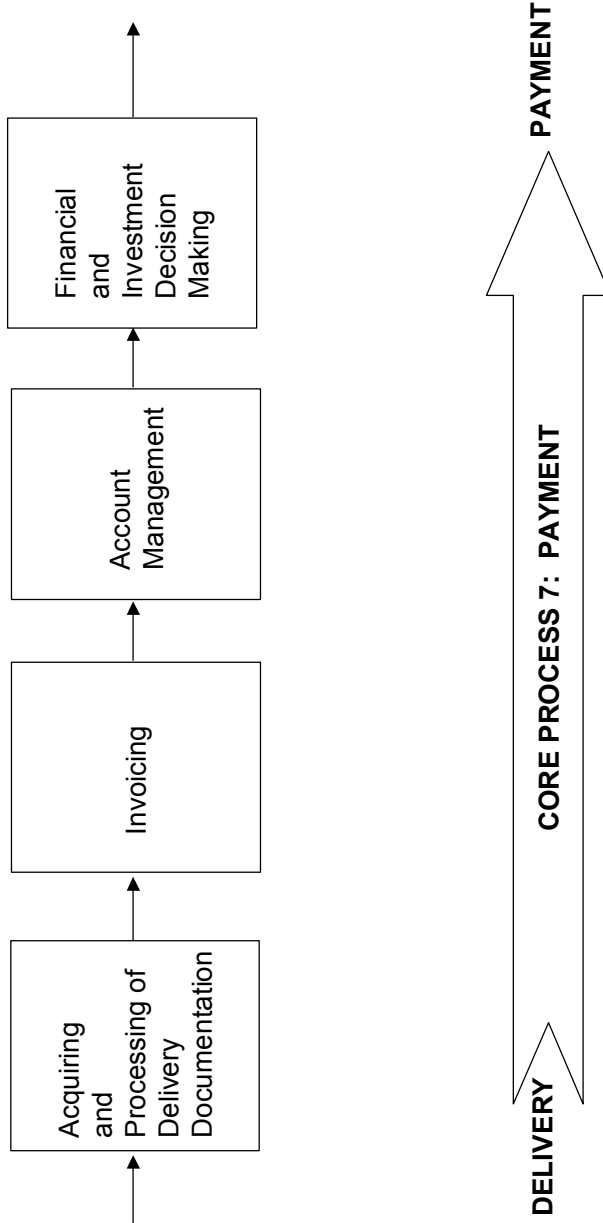 Acquiring
and
Processing of
Delivery
Documentation
Invoicing
Account
Management
Financial
and
Investment
Decision
Making
DELIVERY
CORE PROCESS 7: PAYMENT
PAYMENT